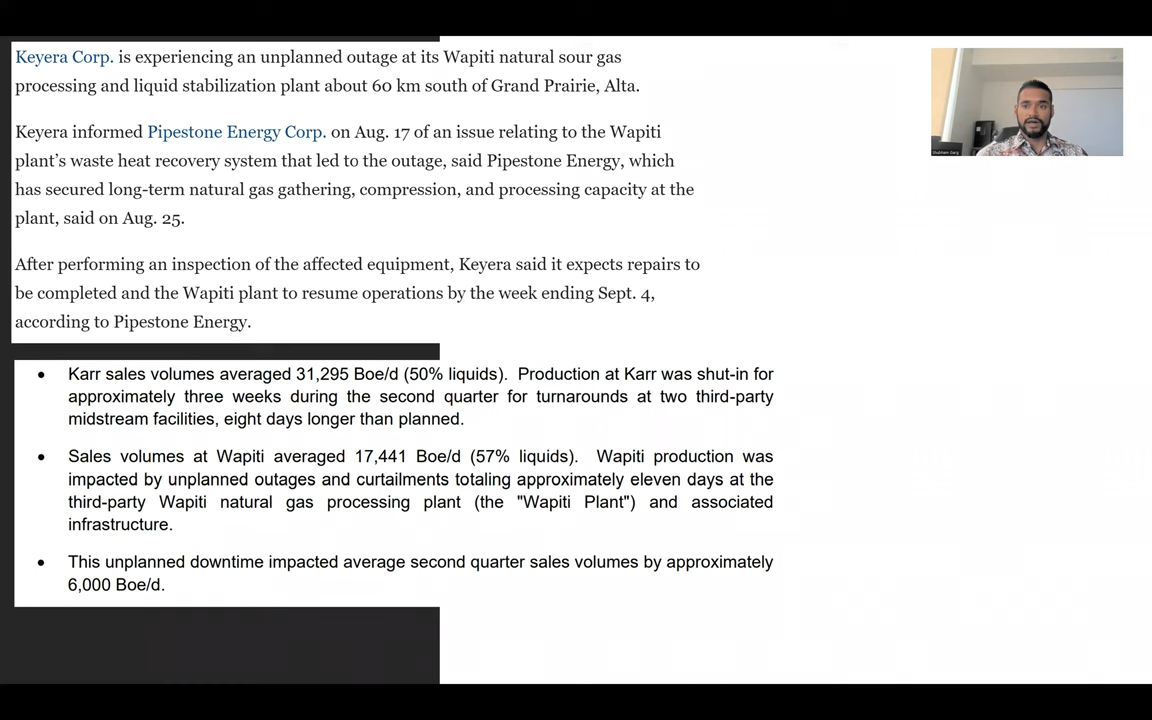 Keyera Corp. is experiencing an unplanned outage at its Wapiti natural sour gas
processing and liquid stabilization plant about 60 km south of Grand Prairie, Alta.
Keyera informed Pipestone Energy Corp. on Aug. 17 of an issue relating to the Wapiti
plant’s waste heat recovery system that led to the outage, said Pipestone Energy, which
has secured long-term natural gas gathering, compression, and processing capacity at the
plant, said on Aug. 25.
After performing an inspection of the affected equipment, Keyera said it expects repairs to
be completed and the Wapiti plant to resume operations by the week ending Sept. 4,
according to Pipestone Energy.
• Karr sales volumes averaged 31,295 Boe/d (50% liquids). Production at Karr was shut-in for
approximately three weeks during the second quarter for turnarounds at two third-party
midstream facilities, eight days longer than planned.
• Sales volumes at Wapiti averaged 17,441 Boe/d (57% liquids). Wapiti production was
impacted by unplanned outages and curtailments totaling approximately eleven days at the
third-party Wapiti natural gas processing plant (the "Wapiti Plant") and associated
infrastructure.
• This unplanned downtime impacted average second quarter sales volumes by approximately
6,000 Boe/d.
Shubham Garg